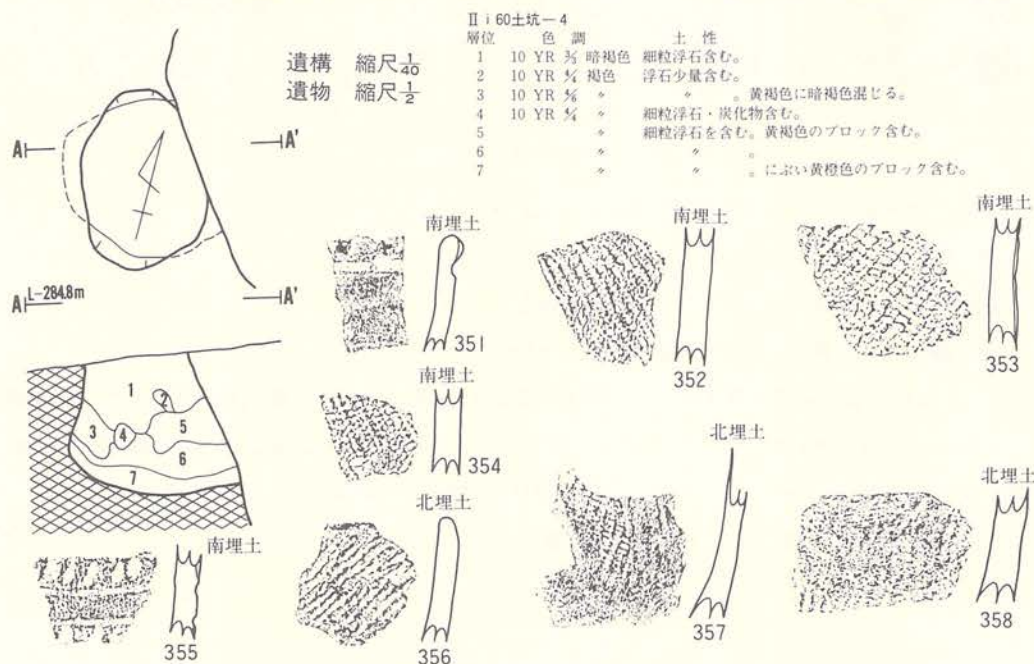 II i 60土坑－4
層位 色調 土性
1 10 YR 3/3 暗褐色 細粒浮石含む。
2 10 YR 4/4 褐色 浮石少量含む。
3 10 YR 4/6 〃 〃 。黄褐色に暗褐色混じる。
4 10 YR 4/4 〃 細粒浮石・炭化物含む。
5 〃 細粒浮石を含む。黄褐色のブロック含む。
6 〃 〃 。
7 〃 〃 。にぶい黄橙色のブロック含む。
遺構 縮尺1/40
遺物 縮尺1/2
A A'
L-284.8m
A A'
1
2
3
4
5
6
7
南埋土
351
南埋土
352
南埋土
353
南埋土
354
南埋土
355
北埋土
356
北埋土
357
北埋土
358